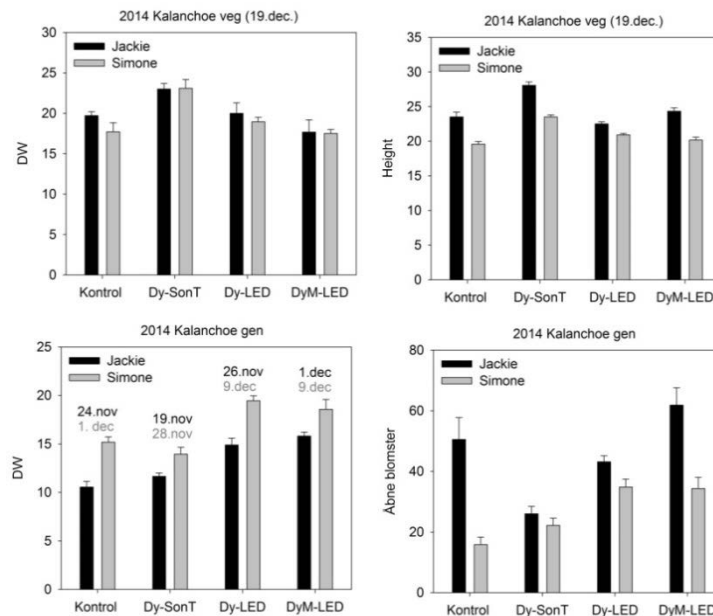 2014 Kalanchoe veg (19.dec.)
30
25
20
15
10
5
0
DW
Jackie
Simone
Kontrol Dy-SonT Dy-LED DyM-LED
2014 Kalanchoe veg (19.dec.)
35
30
25
20
15
10
5
0
Height
Jackie
Simone
Kontrol Dy-SonT Dy-LED DyM-LED
2014 Kalanchoe gen
25
20
15
10
5
0
DW
Jackie
Simone
24.nov
1. dec
19.nov
28.nov
26.nov
9.dec
1.dec
9.dec
Kontrol Dy-SonT Dy-LED DyM-LED
2014 Kalanchoe gen
80
60
40
20
0
Åbne blomster
Jackie
Simone
Kontrol Dy-SonT Dy-LED DyM-LED